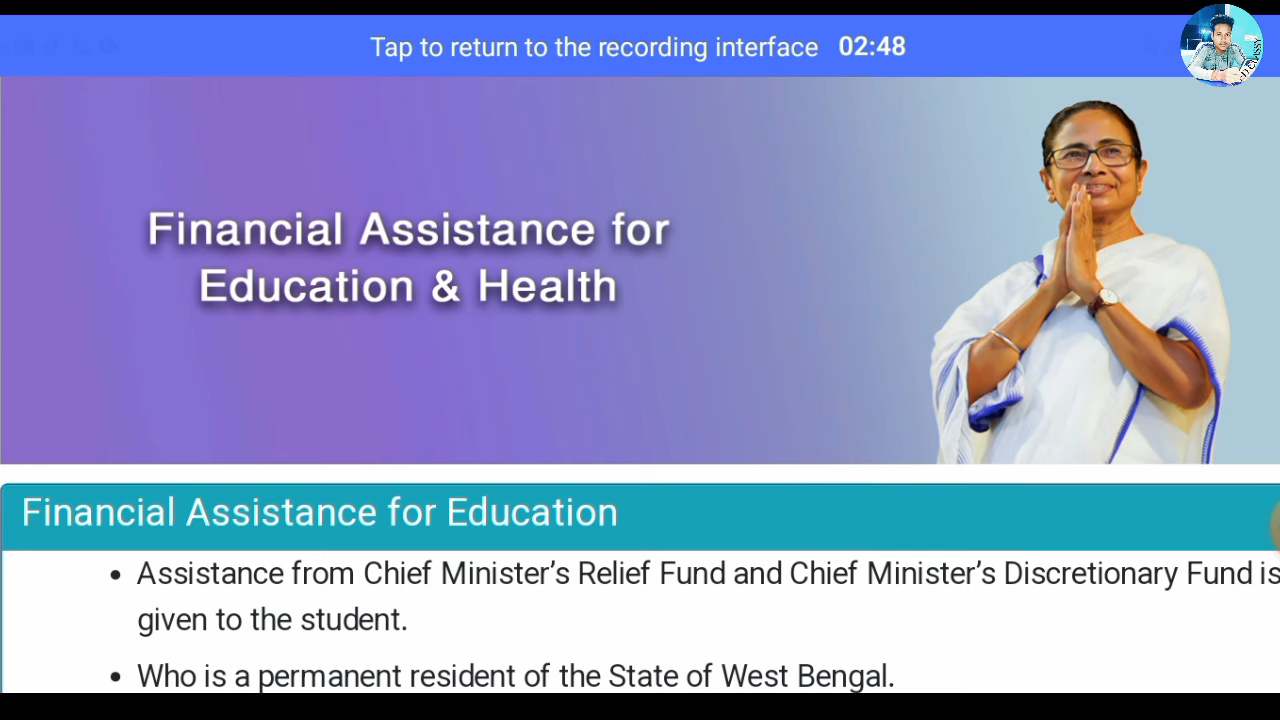 Tap to return to the recording interface 02:48
Financial Assistance for
Education & Health
Financial Assistance for Education
• Assistance from Chief Minister’s Relief Fund and Chief Minister’s Discretionary Fund is
given to the student.
• Who is a permanent resident of the State of West Bengal.